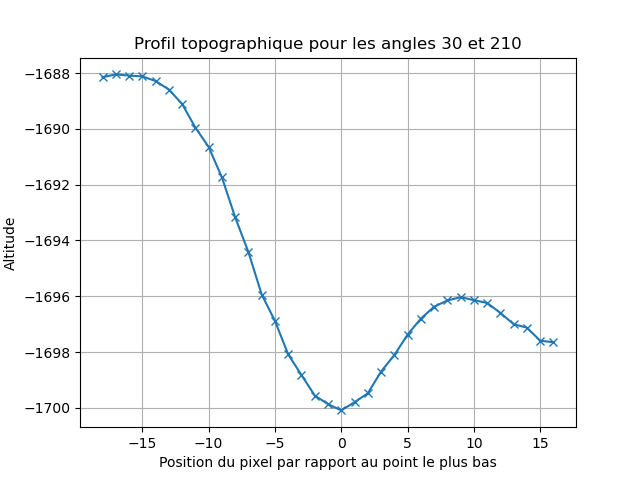 Profil topographique pour les angles 30 et 210
−1688
−1690
−1692
−1694
−1696
−1698
−1700
Altitude
−15 −10 −5 0 5 10 15
Position du pixel par rapport au point le plus bas